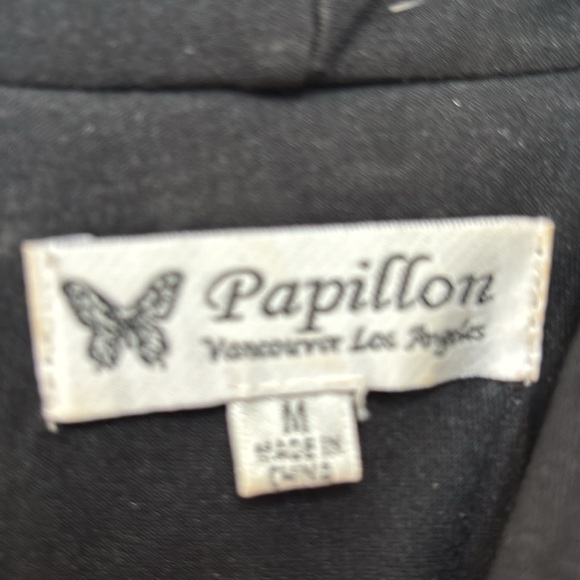 Papillon
Vancouver Los Angeles
M
MADE IN
CHINA